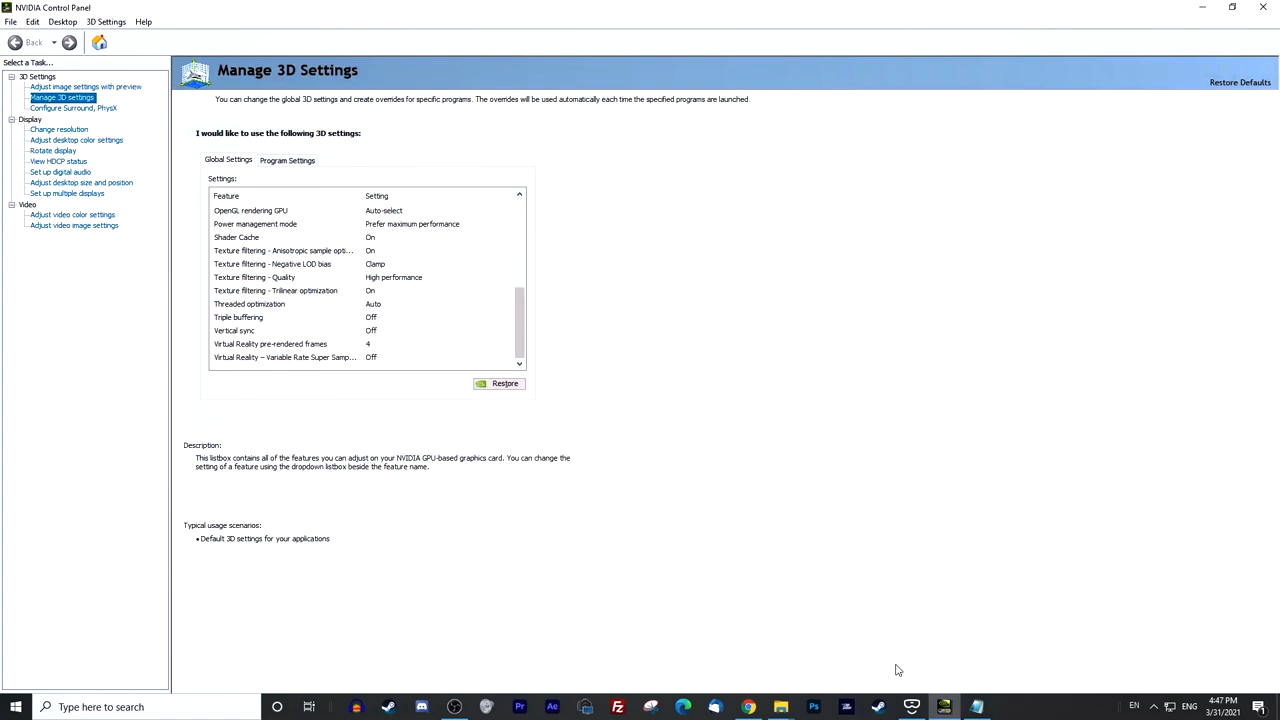 NVIDIA Control Panel
File Edit Desktop 3D Settings Help
Back
Select a Task...
3D Settings
Adjust image settings with preview
Manage 3D settings
Configure Surround, PhysX
Display
Change resolution
Adjust desktop color settings
Rotate display
View HDCP status
Set up digital audio
Adjust desktop size and position
Set up multiple displays
Video
Adjust video color settings
Adjust video image settings
Manage 3D Settings
Restore Defaults
You can change the global 3D settings and create overrides for specific programs. The overrides will be used automatically each time the specified programs are launched.
I would like to use the following 3D settings:
Global Settings Program Settings
Settings:
Feature Setting
OpenGL rendering GPU Auto-select
Power management mode Prefer maximum performance
Shader Cache On
Texture filtering - Anisotropic sample opti... On
Texture filtering - Negative LOD bias Clamp
Texture filtering - Quality High performance
Texture filtering - Trilinear optimization On
Threaded optimization Auto
Triple buffering Off
Vertical sync Off
Virtual Reality pre-rendered frames 4
Virtual Reality – Variable Rate Super Samp... Off
Restore
Description:
This listbox contains all of the features you can adjust on your NVIDIA GPU-based graphics card. You can change the
setting of a feature using the dropdown listbox beside the feature name.
Typical usage scenarios:
• Default 3D settings for your applications
Type here to search
Pr
Ae
Fz
Ps
EN
ENG
4:47 PM
3/31/2021
1